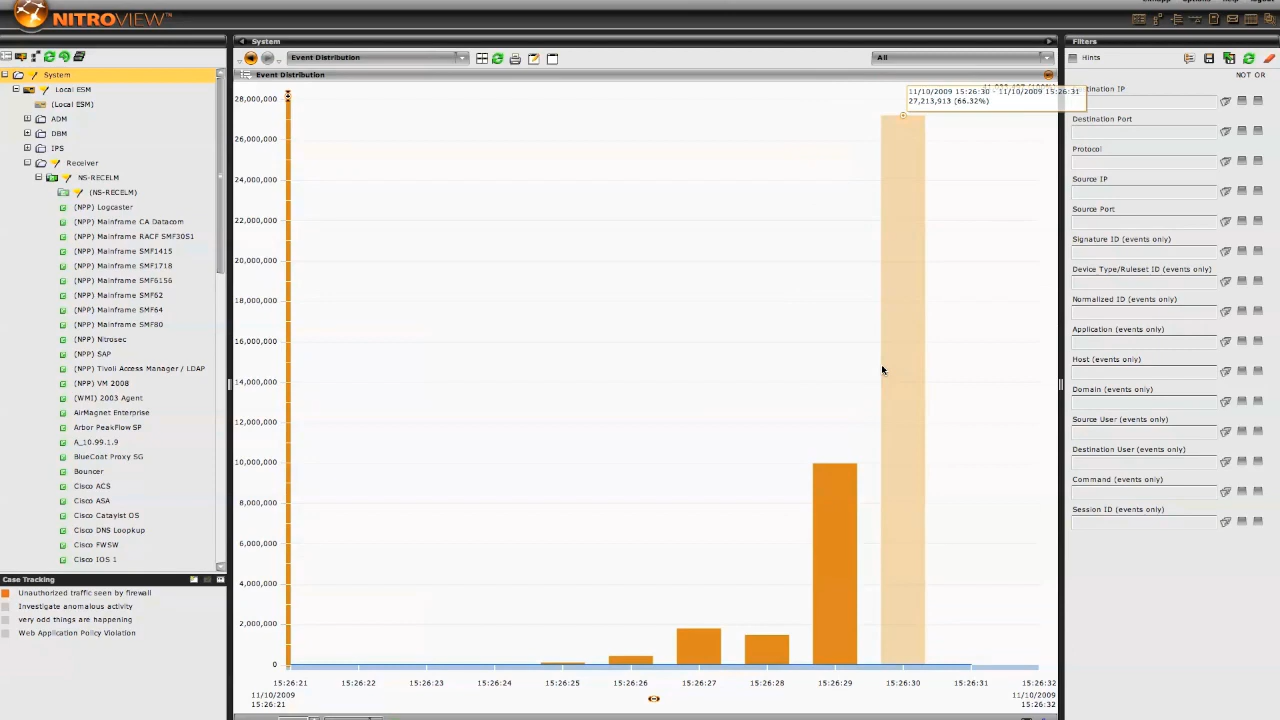 options
help
logout
NITROVIEW™
System
Local ESM
(Local ESM)
ADM
DBM
IPS
Receiver
NS-RECELM
(NS-RECELM)
(NPP) Logcaster
(NPP) Mainframe CA Datacom
(NPP) Mainframe RACF SMF30S1
(NPP) Mainframe SMF1415
(NPP) Mainframe SMF1718
(NPP) Mainframe SMF6156
(NPP) Mainframe SMF62
(NPP) Mainframe SMF64
(NPP) Mainframe SMF80
(NPP) Nitrosec
(NPP) SAP
(NPP) Tivoli Access Manager / LDAP
(NPP) VM 2008
(WMI) 2003 Agent
AirMagnet Enterprise
Arbor PeakFlow SP
A_10.99.1.9
BlueCoat Proxy SG
Bouncer
Cisco ACS
Cisco ASA
Cisco Catayist OS
Cisco DNS Loopkup
Cisco FWSW
Cisco IOS 1
Case Tracking
Unauthorized traffic seen by firewall
Investigate anomalous activity
very odd things are happening
Web Application Policy Violation
System
Event Distribution
All
Event Distribution
11/10/2009 15:26:30 - 11/10/2009 15:26:31
27,213,913 (66.32%)
28,000,000
26,000,000
24,000,000
22,000,000
20,000,000
18,000,000
16,000,000
14,000,000
12,000,000
10,000,000
8,000,000
6,000,000
4,000,000
2,000,000
0
15:26:21 15:26:22 15:26:23 15:26:24 15:26:25 15:26:26 15:26:27 15:26:28 15:26:29 15:26:30 15:26:31 15:26:32
11/10/2009 11/10/2009
15:26:21 15:26:32
Filters
Hints
NOT OR
tination IP
Destination Port
Protocol
Source IP
Source Port
Signature ID (events only)
Device Type/Ruleset ID (events only)
Normalized ID (events only)
Application (events only)
Host (events only)
Domain (events only)
Source User (events only)
Destination User (events only)
Command (events only)
Session ID (events only)